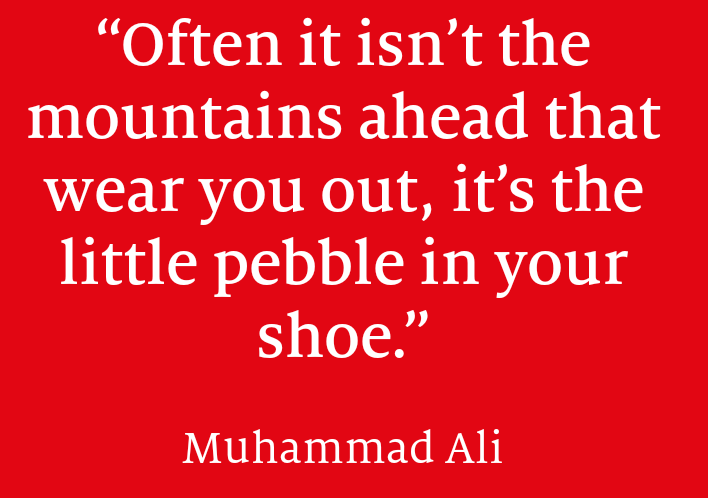 “Often it isn’t the
mountains ahead that
wear you out, it’s the
little pebble in your
shoe.”
Muhammad Ali